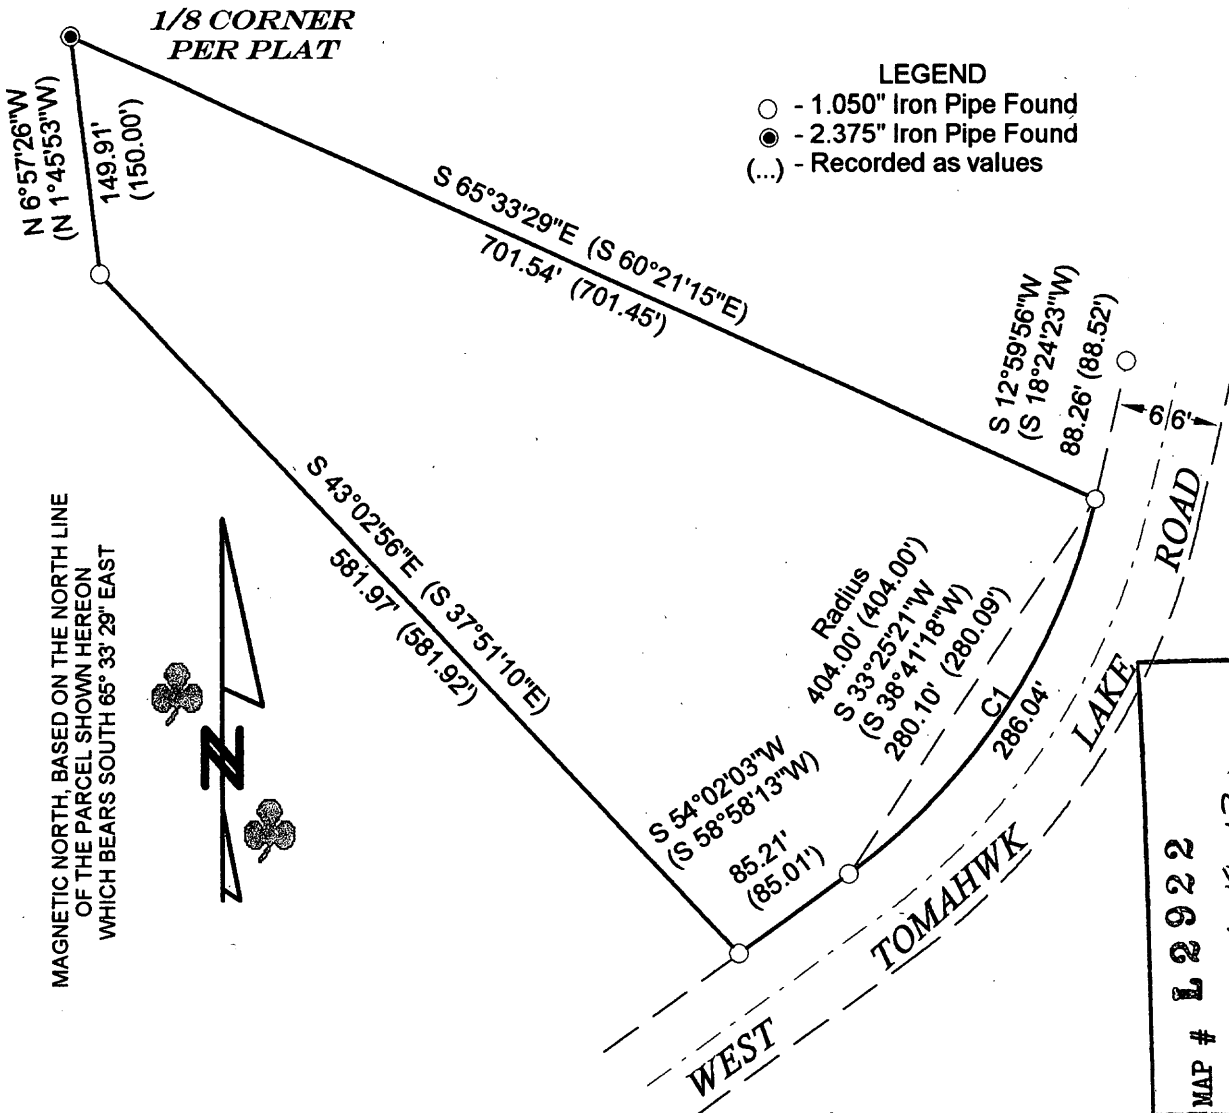 1/8 CORNER
PER PLAT
LEGEND
- 1.050" Iron Pipe Found
- 2.375" Iron Pipe Found
(...) - Recorded as values
N 6°57'26"W
(N 1°45'53"W)
149.91'
(150.00')
S 65°33'29"E (S 60°21'15"E)
701.54' (701.45')
S 12°59'56"W
(S 18°24'23"W)
88.26' (88.52')
66'
S 43°02'56"E (S 37°51'10"E)
581.97' (581.92')
Radius
404.00' (404.00')
S 33°25'21"W
(S 38°41'18"W)
280.10' (280.09')
C1
286.04'
S 54°02'03"W
(S 58°58'13"W)
85.21'
(85.01')
MAGNETIC NORTH, BASED ON THE NORTH LINE
OF THE PARCEL SHOWN HEREON
WHICH BEARS SOUTH 65° 33' 29" EAST
N
WEST TOMAHWK LAKE ROAD
MAP # L2922